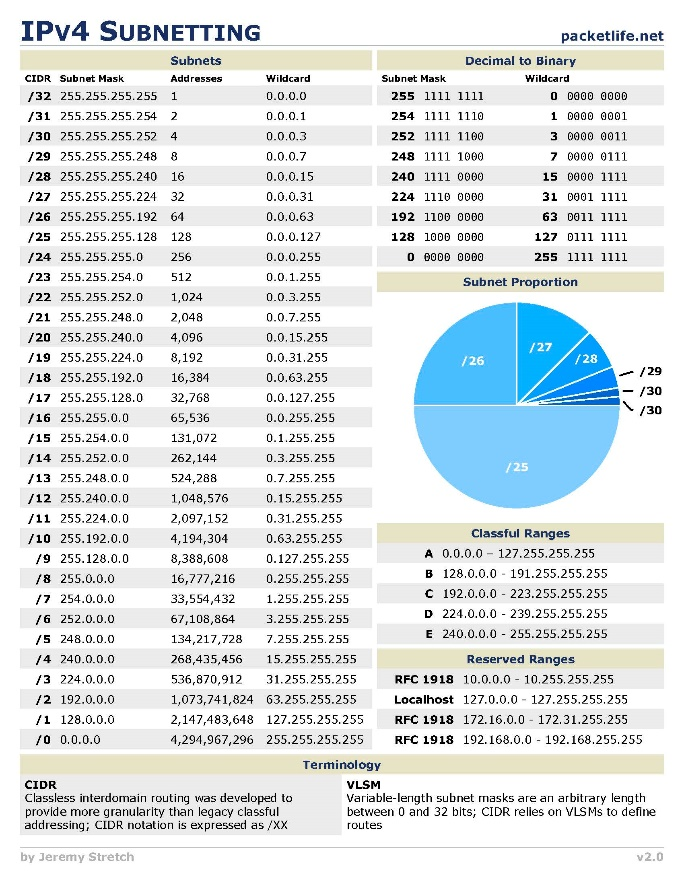 IPv4 SUBNETTING
packetlife.net
Subnets
CIDR Subnet Mask Addresses Wildcard
/32 255.255.255.255 1 0.0.0.0
/31 255.255.255.254 2 0.0.0.1
/30 255.255.255.252 4 0.0.0.3
/29 255.255.255.248 8 0.0.0.7
/28 255.255.255.240 16 0.0.0.15
/27 255.255.255.224 32 0.0.0.31
/26 255.255.255.192 64 0.0.0.63
/25 255.255.255.128 128 0.0.0.127
/24 255.255.255.0 256 0.0.0.255
/23 255.255.254.0 512 0.0.1.255
/22 255.255.252.0 1,024 0.0.3.255
/21 255.255.248.0 2,048 0.0.7.255
/20 255.255.240.0 4,096 0.0.15.255
/19 255.255.224.0 8,192 0.0.31.255
/18 255.255.192.0 16,384 0.0.63.255
/17 255.255.128.0 32,768 0.0.127.255
/16 255.255.0.0 65,536 0.0.255.255
/15 255.254.0.0 131,072 0.1.255.255
/14 255.252.0.0 262,144 0.3.255.255
/13 255.248.0.0 524,288 0.7.255.255
/12 255.240.0.0 1,048,576 0.15.255.255
/11 255.224.0.0 2,097,152 0.31.255.255
/10 255.192.0.0 4,194,304 0.63.255.255
/9 255.128.0.0 8,388,608 0.127.255.255
/8 255.0.0.0 16,777,216 0.255.255.255
/7 254.0.0.0 33,554,432 1.255.255.255
/6 252.0.0.0 67,108,864 3.255.255.255
/5 248.0.0.0 134,217,728 7.255.255.255
/4 240.0.0.0 268,435,456 15.255.255.255
/3 224.0.0.0 536,870,912 31.255.255.255
/2 192.0.0.0 1,073,741,824 63.255.255.255
/1 128.0.0.0 2,147,483,648 127.255.255.255
/0 0.0.0.0 4,294,967,296 255.255.255.255
Decimal to Binary
Subnet Mask Wildcard
255 1111 1111 0 0000 0000
254 1111 1110 1 0000 0001
252 1111 1100 3 0000 0011
248 1111 1000 7 0000 0111
240 1111 0000 15 0000 1111
224 1110 0000 31 0001 1111
192 1100 0000 63 0011 1111
128 1000 0000 127 0111 1111
0 0000 0000 255 1111 1111
Subnet Proportion
/26
/27
/28
/29
/30
/30
/25
Classful Ranges
A 0.0.0.0 – 127.255.255.255
B 128.0.0.0 - 191.255.255.255
C 192.0.0.0 - 223.255.255.255
D 224.0.0.0 - 239.255.255.255
E 240.0.0.0 - 255.255.255.255
Reserved Ranges
RFC 1918 10.0.0.0 - 10.255.255.255
Localhost 127.0.0.0 - 127.255.255.255
RFC 1918 172.16.0.0 - 172.31.255.255
RFC 1918 192.168.0.0 - 192.168.255.255
Terminology
CIDR
Classless interdomain routing was developed to
provide more granularity than legacy classful
addressing; CIDR notation is expressed as /XX
VLSM
Variable-length subnet masks are an arbitrary length
between 0 and 32 bits; CIDR relies on VLSMs to define
routes
by Jeremy Stretch
v2.0